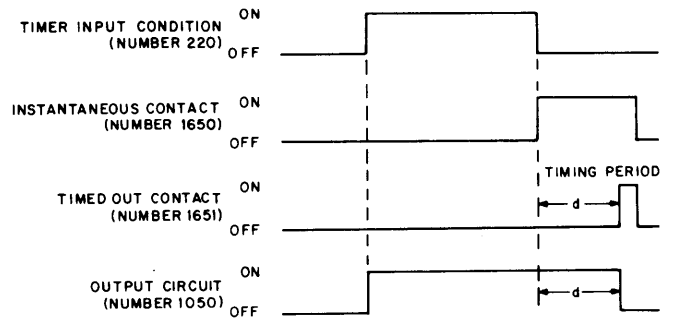 TIMER INPUT CONDITION
(NUMBER 220)
ON
OFF
INSTANTANEOUS CONTACT
(NUMBER 1650)
ON
OFF
TIMING PERIOD
TIMED OUT CONTACT
(NUMBER 1651)
ON
OFF
d
OUTPUT CIRCUIT
(NUMBER 1050)
ON
OFF
d